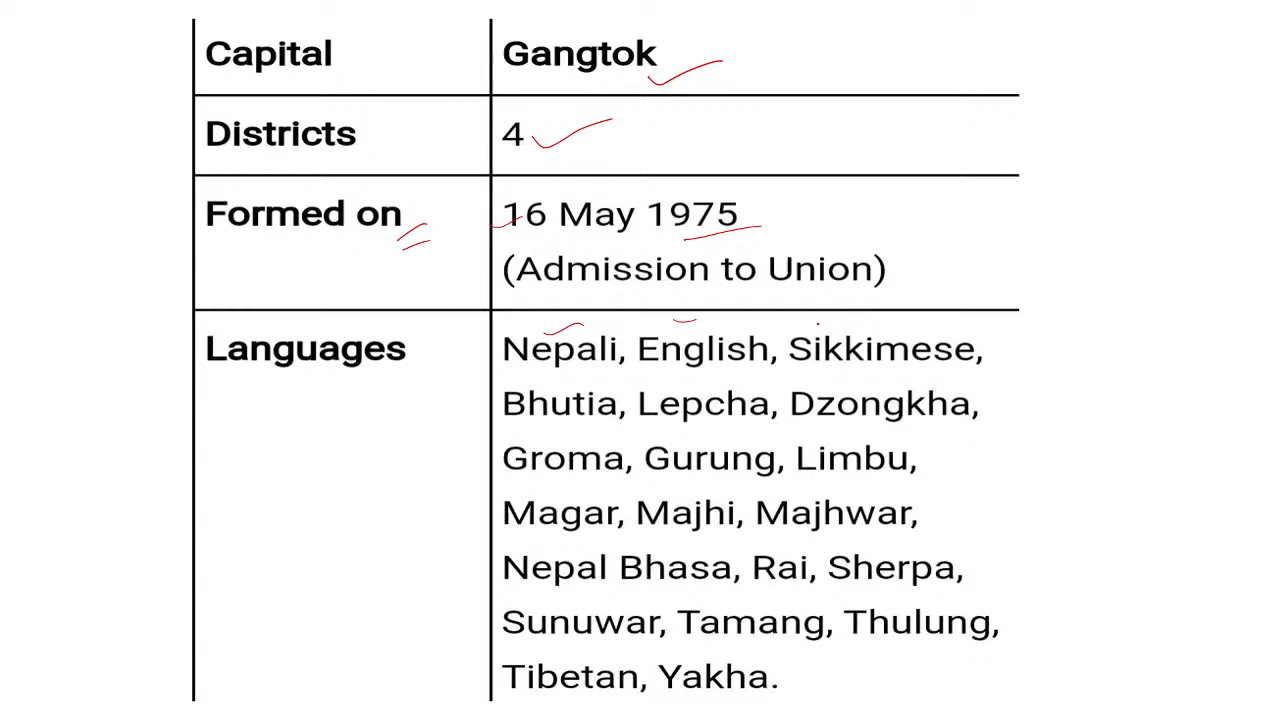 Capital Gangtok
Districts 4
Formed on 16 May 1975
(Admission to Union)
Languages Nepali, English, Sikkimese,
Bhutia, Lepcha, Dzongkha,
Groma, Gurung, Limbu,
Magar, Majhi, Majhwar,
Nepal Bhasa, Rai, Sherpa,
Sunuwar, Tamang, Thulung,
Tibetan, Yakha.